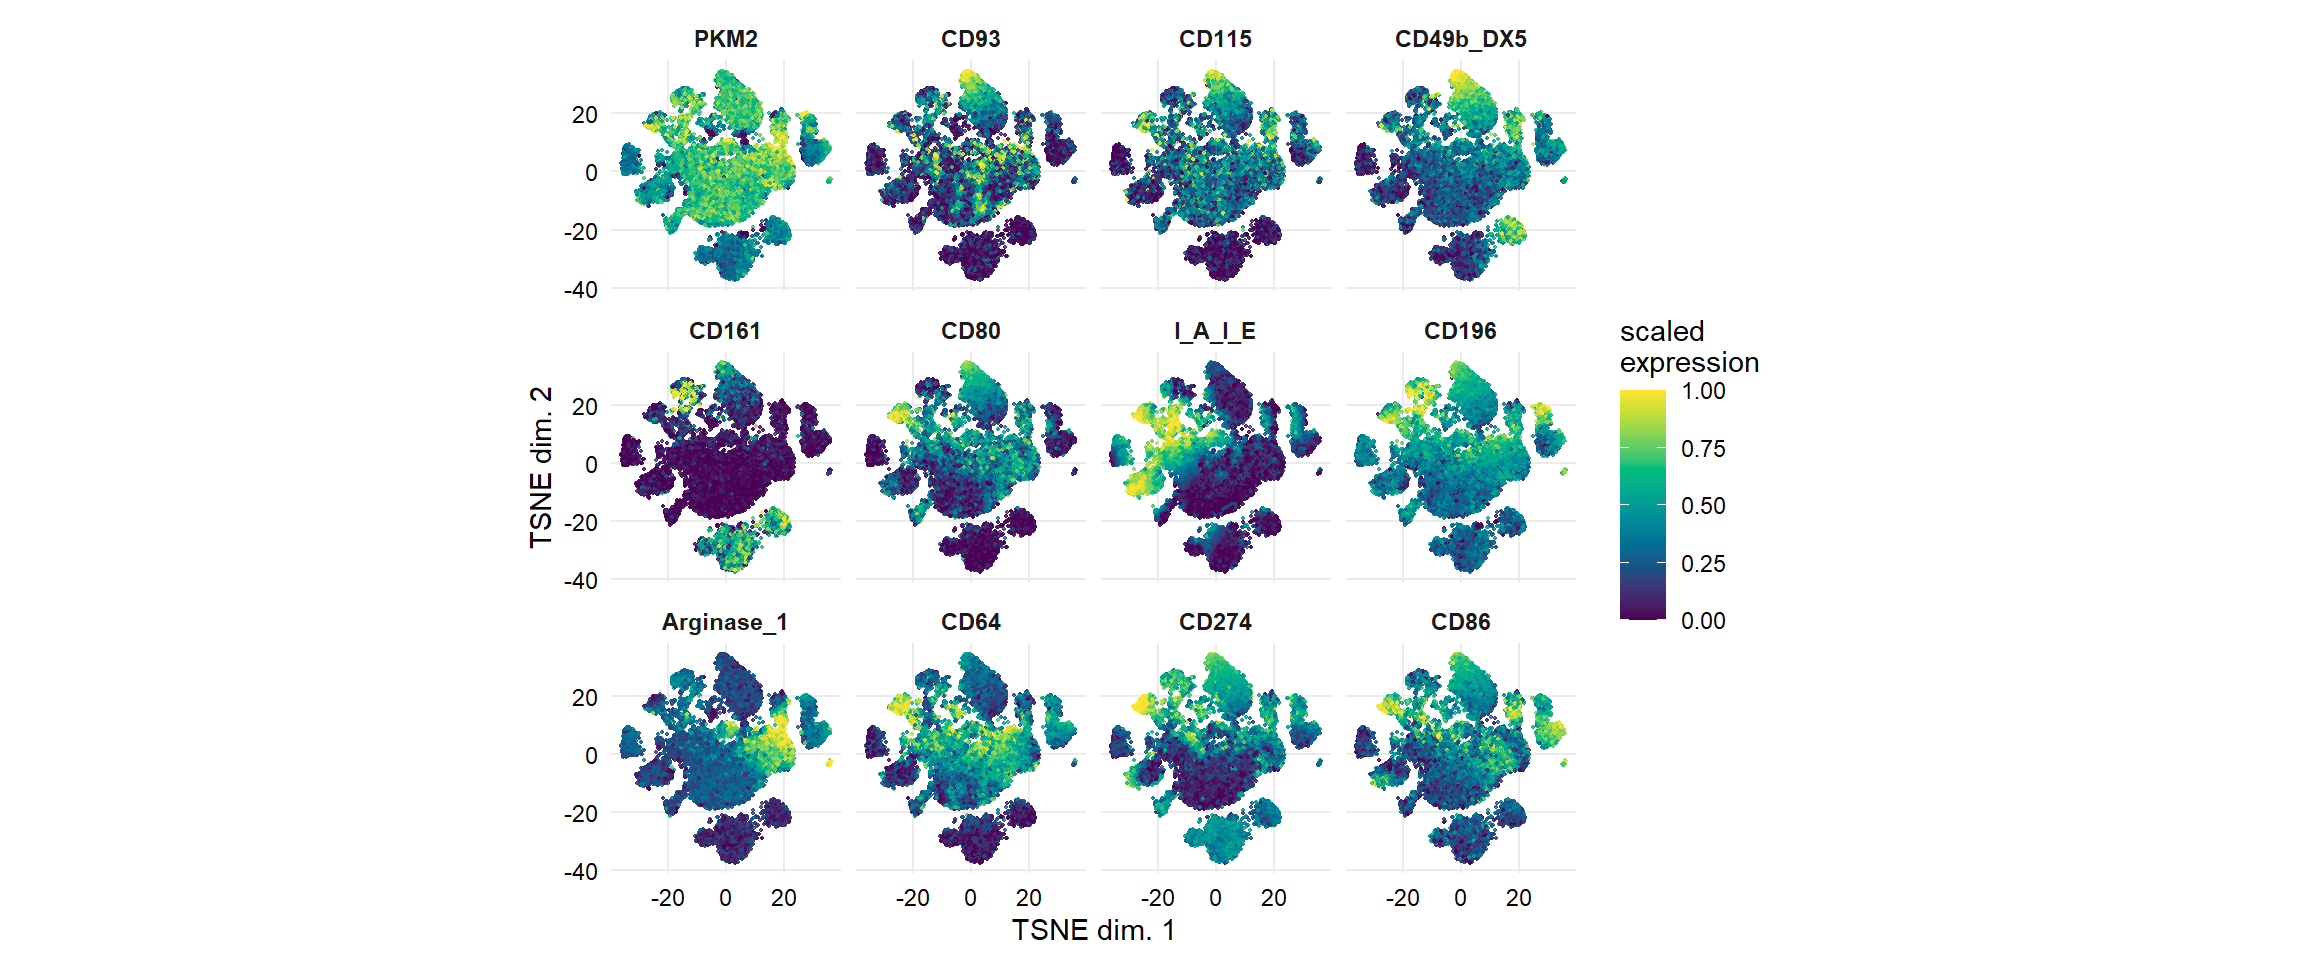 PKM2 CD93 CD115 CD49b_DX5
20
0
-20
-40
CD161 CD80 I_A_I_E CD196
20
0
-20
-40
Arginase_1 CD64 CD274 CD86
20
0
-20
-40
-20 0 20 -20 0 20 -20 0 20 -20 0 20
TSNE dim. 1
TSNE dim. 2
scaled
expression
1.00
0.75
0.50
0.25
0.00